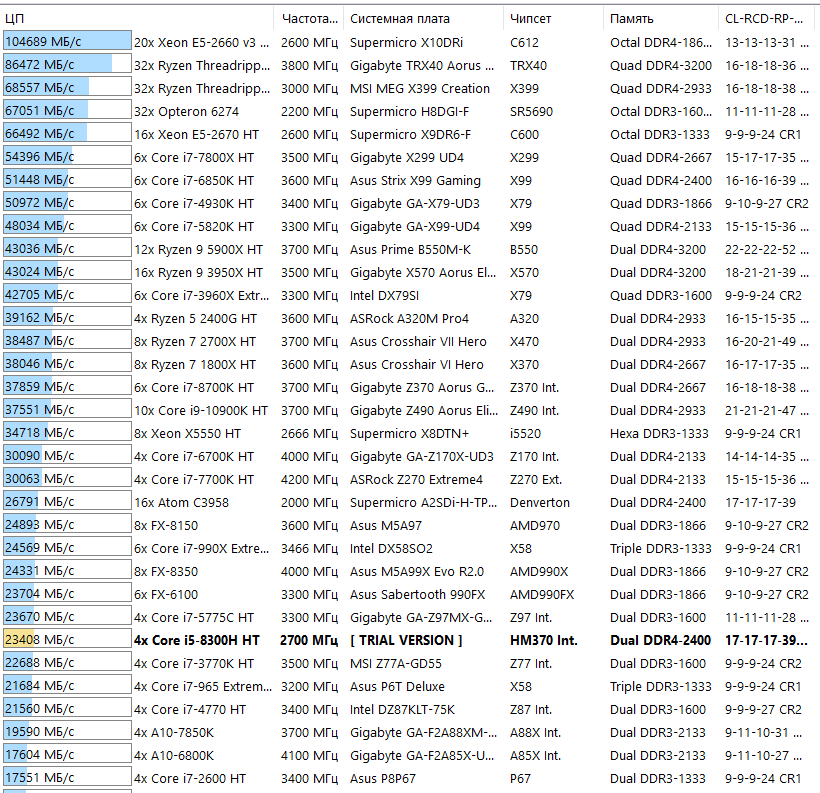 ЦП Частота... Системная плата Чипсет Память CL-RCD-RP-...
104689 МБ/с 20x Xeon E5-2660 v3 ... 2600 МГц Supermicro X10DRi C612 Octal DDR4-186... 13-13-13-31 ...
86472 МБ/с 32x Ryzen Threadripp... 3800 МГц Gigabyte TRX40 Aorus ... TRX40 Quad DDR4-3200 16-18-18-36 ...
68557 МБ/с 32x Ryzen Threadripp... 3000 МГц MSI MEG X399 Creation X399 Quad DDR4-2933 16-18-18-38 ...
67051 МБ/с 32x Opteron 6274 2200 МГц Supermicro H8DGI-F SR5690 Octal DDR3-160... 11-11-11-28 ...
66492 МБ/с 16x Xeon E5-2670 HT 2600 МГц Supermicro X9DR6-F C600 Octal DDR3-1333 9-9-9-24 CR1
54396 МБ/с 6x Core i7-7800X HT 3500 МГц Gigabyte X299 UD4 X299 Quad DDR4-2667 15-17-17-35 ...
51448 МБ/с 6x Core i7-6850K HT 3600 МГц Asus Strix X99 Gaming X99 Quad DDR4-2400 16-16-16-39 ...
50972 МБ/с 6x Core i7-4930K HT 3400 МГц Gigabyte GA-X79-UD3 X79 Quad DDR3-1866 9-10-9-27 CR2
48034 МБ/с 6x Core i7-5820K HT 3300 МГц Gigabyte GA-X99-UD4 X99 Quad DDR4-2133 15-15-15-36 ...
43036 МБ/с 12x Ryzen 9 5900X HT 3700 МГц Asus Prime B550M-K B550 Dual DDR4-3200 22-22-22-52 ...
43024 МБ/с 16x Ryzen 9 3950X HT 3500 МГц Gigabyte X570 Aorus El... X570 Dual DDR4-3200 18-21-21-39 ...
42705 МБ/с 6x Core i7-3960X Extr... 3300 МГц Intel DX79SI X79 Quad DDR3-1600 9-9-9-24 CR2
39162 МБ/с 4x Ryzen 5 2400G HT 3600 МГц ASRock A320M Pro4 A320 Dual DDR4-2933 16-15-15-35 ...
38487 МБ/с 8x Ryzen 7 2700X HT 3700 МГц Asus Crosshair VII Hero X470 Dual DDR4-2933 16-20-21-49 ...
38046 МБ/с 8x Ryzen 7 1800X HT 3600 МГц Asus Crosshair VI Hero X370 Dual DDR4-2667 16-17-17-35 ...
37859 МБ/с 6x Core i7-8700K HT 3700 МГц Gigabyte Z370 Aorus G... Z370 Int. Dual DDR4-2667 16-18-18-38 ...
37551 МБ/с 10x Core i9-10900K HT 3700 МГц Gigabyte Z490 Aorus Eli... Z490 Int. Dual DDR4-2933 21-21-21-47 ...
34718 МБ/с 8x Xeon X5550 HT 2666 МГц Supermicro X8DTN+ i5520 Hexa DDR3-1333 9-9-9-24 CR1
30090 МБ/с 4x Core i7-6700K HT 4000 МГц Gigabyte GA-Z170X-UD3 Z170 Int. Dual DDR4-2133 14-14-14-35 ...
30063 МБ/с 4x Core i7-7700K HT 4200 МГц ASRock Z270 Extreme4 Z270 Ext. Dual DDR4-2133 15-15-15-36 ...
26791 МБ/с 16x Atom C3958 2000 МГц Supermicro A2SDi-H-TP... Denverton Dual DDR4-2400 17-17-17-39
24893 МБ/с 8x FX-8150 3600 МГц Asus M5A97 AMD970 Dual DDR3-1866 9-10-9-27 CR2
24569 МБ/с 6x Core i7-990X Extre... 3466 МГц Intel DX58SO2 X58 Triple DDR3-1333 9-9-9-24 CR1
24331 МБ/с 8x FX-8350 4000 МГц Asus M5A99X Evo R2.0 AMD990X Dual DDR3-1866 9-10-9-27 CR2
23704 МБ/с 6x FX-6100 3300 МГц Asus Sabertooth 990FX AMD990FX Dual DDR3-1866 9-10-9-27 CR2
23670 МБ/с 4x Core i7-5775C HT 3300 МГц Gigabyte GA-Z97MX-G... Z97 Int. Dual DDR3-1600 11-11-11-28 ...
23408 МБ/с 4x Core i5-8300H HT 2700 МГц [ TRIAL VERSION ] HM370 Int. Dual DDR4-2400 17-17-17-39...
22688 МБ/с 4x Core i7-3770K HT 3500 МГц MSI Z77A-GD55 Z77 Int. Dual DDR3-1600 9-9-9-24 CR2
21684 МБ/с 4x Core i7-965 Extrem... 3200 МГц Asus P6T Deluxe X58 Triple DDR3-1333 9-9-9-24 CR1
21560 МБ/с 4x Core i7-4770 HT 3400 МГц Intel DZ87KLT-75K Z87 Int. Dual DDR3-1600 9-9-9-27 CR2
19590 МБ/с 4x A10-7850K 3700 МГц Gigabyte GA-F2A88XM-... A88X Int. Dual DDR3-2133 9-11-10-31 ...
17604 МБ/с 4x A10-6800K 4100 МГц Gigabyte GA-F2A85X-U... A85X Int. Dual DDR3-2133 9-11-10-27 ...
17551 МБ/с 4x Core i7-2600 HT 3400 МГц Asus P8P67 P67 Dual DDR3-1333 9-9-9-24 CR1